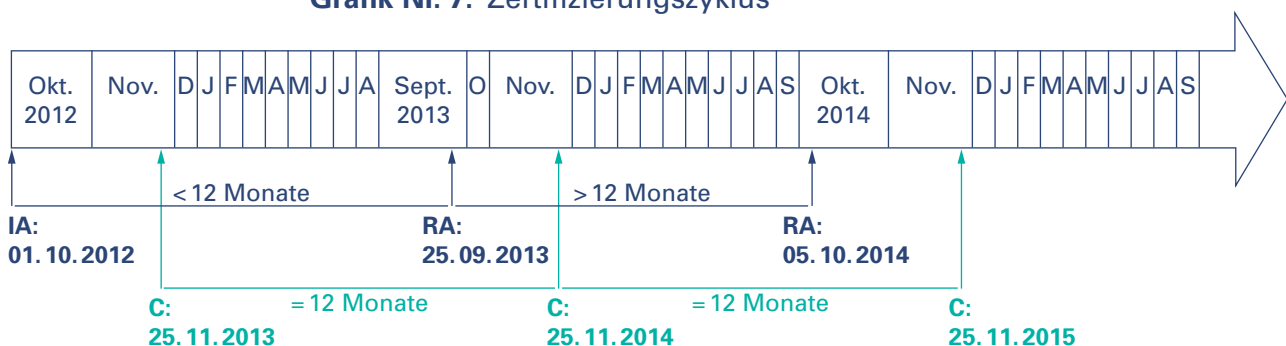 Grafik Nr. 7: Zertifizierungszyklus
Okt. Nov. D J F M A M J J A Sept. O Nov. D J F M A M J J A S Okt. Nov. D J F M A M J J A S
2012 2013 2014
< 12 Monate > 12 Monate
IA: RA: RA:
01. 10. 2012 25. 09. 2013 05. 10. 2014
= 12 Monate = 12 Monate
C: C: C:
25. 11. 2013 25. 11. 2014 25. 11. 2015